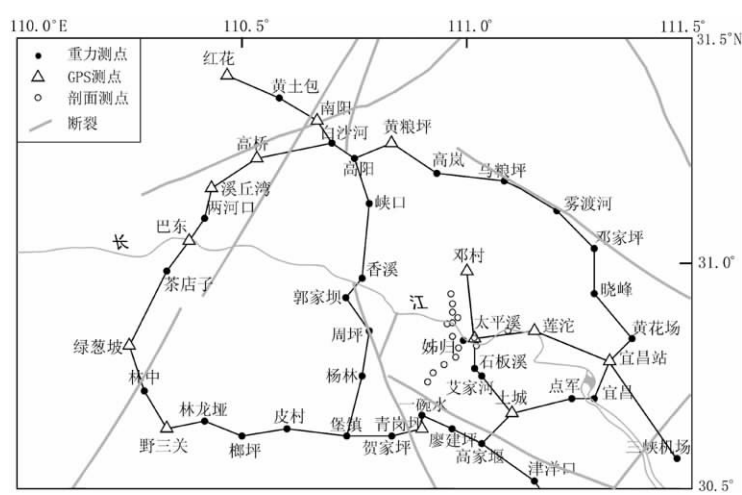 110.0°E 110.5° 111.0° 111.5°
31.5°N
重力测点
GPS测点
剖面测点
断裂
红花
黄土包
南阳
白沙河
高桥
黄粮坪
高阳
高岚
乌粮坪
溪丘湾
两河口
峡口
雾渡河
巴东
长
邓村
邓家坪
31.0°
茶店子
香溪
郭家坝
江
晓峰
太平溪
莲沱
黄花场
周坪
姊归
绿葱坡
石板溪
宜昌站
林中
杨林
艾家河
点军
宜昌
土城
一碗水
林龙垭
皮村
堡镇
青岗坪
野三关
榔坪
贺家坪
廖建坪
高家堰
三峡机场
津洋口
30.5°